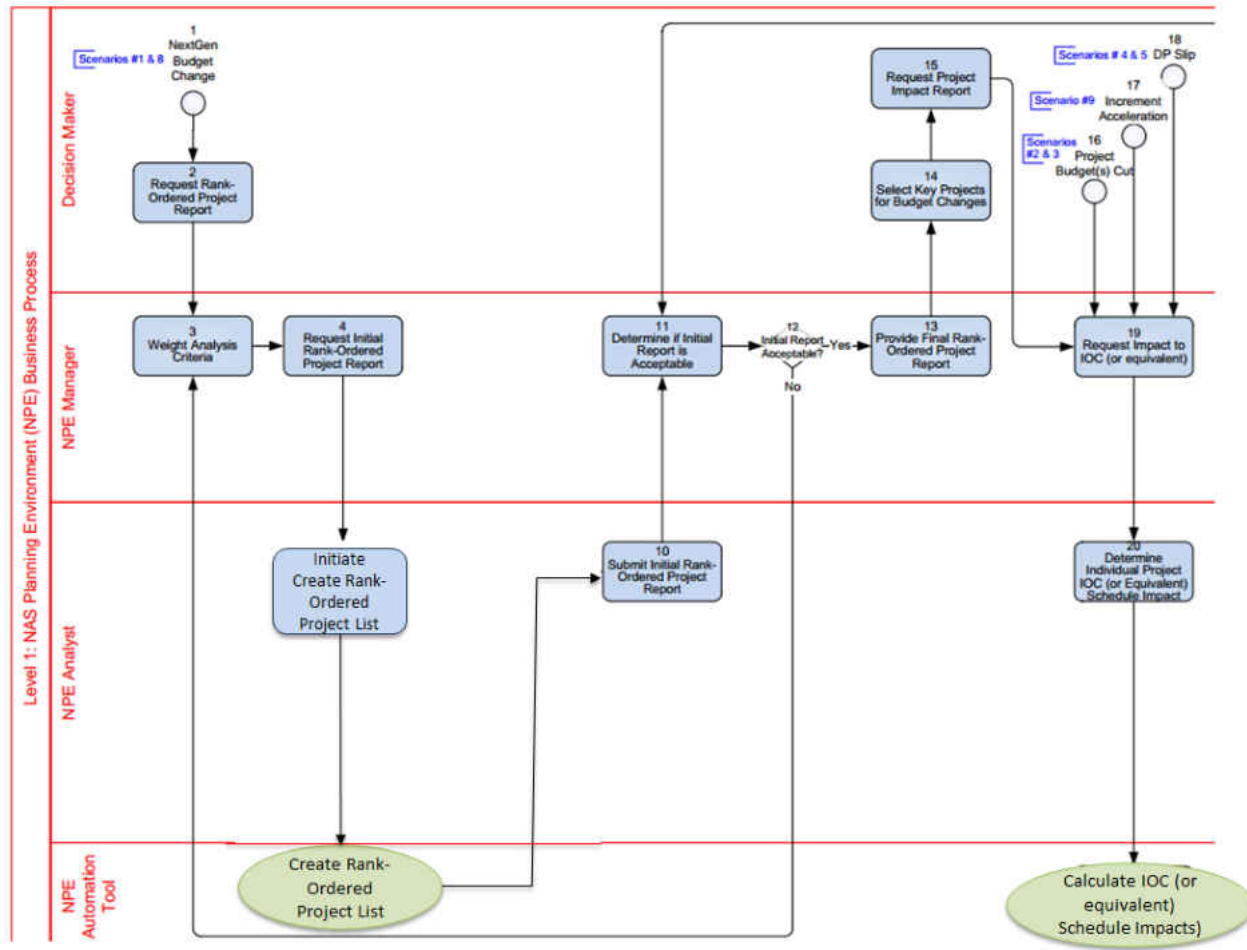 Level 1: NAS Planning Environment (NPE) Business Process
Decision Maker
Scenarios #1 & 8
1
NextGen
Budget
Change
2
Request Rank-
Ordered Project
Report
15
Request Project
Impact Report
14
Select Key Projects
for Budget Changes
Scenarios # 4 & 5
18
DP Slip
Scenario #9
17
Increment
Acceleration
Scenarios
#2 & 3
16
Project
Budget(s) Cut
NPE Manager
3
Weight Analysis
Criteria
4
Request Initial
Rank-Ordered
Project Report
11
Determine if Initial
Report is
Acceptable
12
Initial Report
Acceptable?
Yes
No
13
Provide Final Rank-
Ordered Project
Report
19
Request Impact to
IOC (or equivalent)
NPE Analyst
Initiate
Create Rank-
Ordered
Project List
10
Submit Initial Rank-
Ordered Project
Report
20
Determine
Individual Project
IOC (or Equivalent)
Schedule Impact
NPE
Automation
Tool
Create Rank-
Ordered
Project List
Calculate IOC (or
equivalent)
Schedule Impacts)